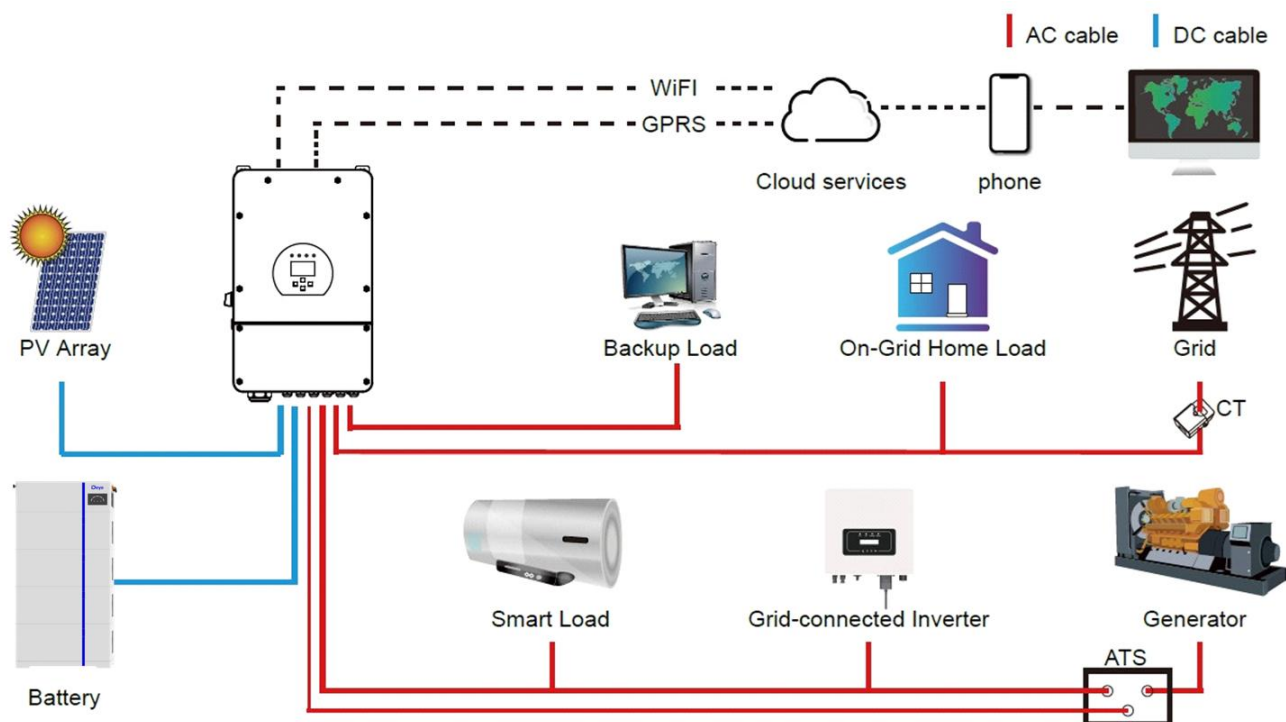 AC cable
DC cable
WiFI
GPRS
Cloud services
phone
PV Array
Backup Load
On-Grid Home Load
Grid
CT
Deye
Smart Load
Grid-connected Inverter
Generator
Battery
ATS